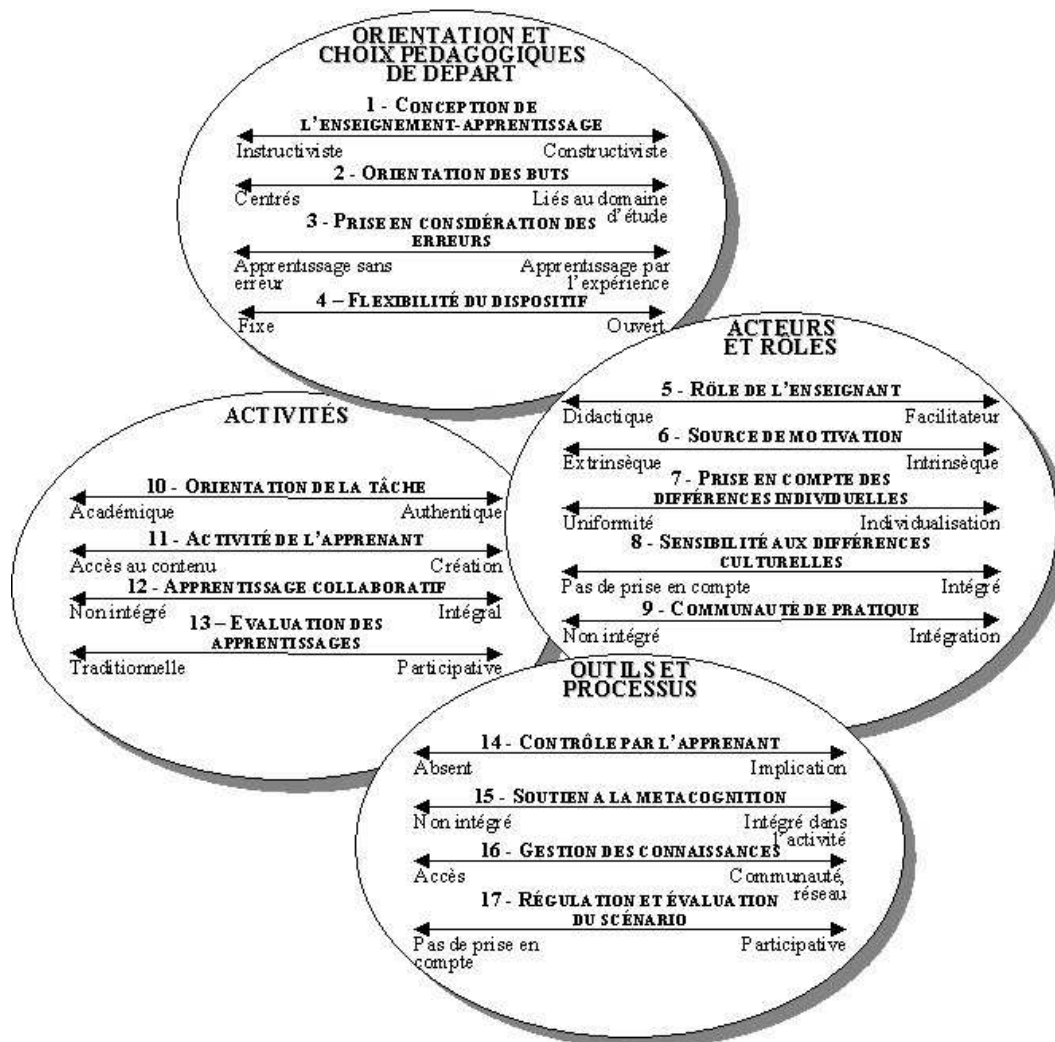 ORIENTATION ET
CHOIX PÉDAGOGIQUES
DE DÉPART
1 - CONCEPTION DE
L'ENSEIGNEMENT-APPRENTISSAGE
Instructiviste Constructiviste
2 - ORIENTATION DES BUTS
Centrés Liés au domaine
d'étude
3 - PRISE EN CONSIDÉRATION DES
ERREURS
Apprentissage sans Apprentissage par
erreur l'expérience
4 – FLEXIBILITÉ DU DISPOSITIF
Fixe Ouvert
ACTEURS
ET RÔLES
5 - RÔLE DE L'ENSEIGNANT
Didactique Facilitateur
6 - SOURCE DE MOTIVATION
Extrinsèque Intrinsèque
7 - PRISE EN COMPTE DES
DIFFÉRENCES INDIVIDUELLES
Uniformité Individualisation
8 - SENSIBILITÉ AUX DIFFÉRENCES
CULTURELLES
Pas de prise en compte Intégré
9 - COMMUNAUTÉ DE PRATIQUE
Non intégré Intégration
ACTIVITÉS
10 - ORIENTATION DE LA TÂCHE
Académique Authentique
11 - ACTIVITÉ DE L'APPRENANT
Accès au contenu Création
12 - APPRENTISSAGE COLLABORATIF
Non intégré Intégral
13 – EVALUATION DES
APPRENTISSAGES
Traditionnelle Participative
OUTILS ET
PROCESSUS
14 - CONTRÔLE PAR L'APPRENANT
Absent Implication
15 - SOUTIEN A LA METACOGNITION
Non intégré Intégré dans
l'activité
16 - GESTION DES CONNAISSANCES
Accès Communauté,
réseau
17 - RÉGULATION ET ÉVALUATION
DU SCÉNARIO
Pas de prise en Participative
compte